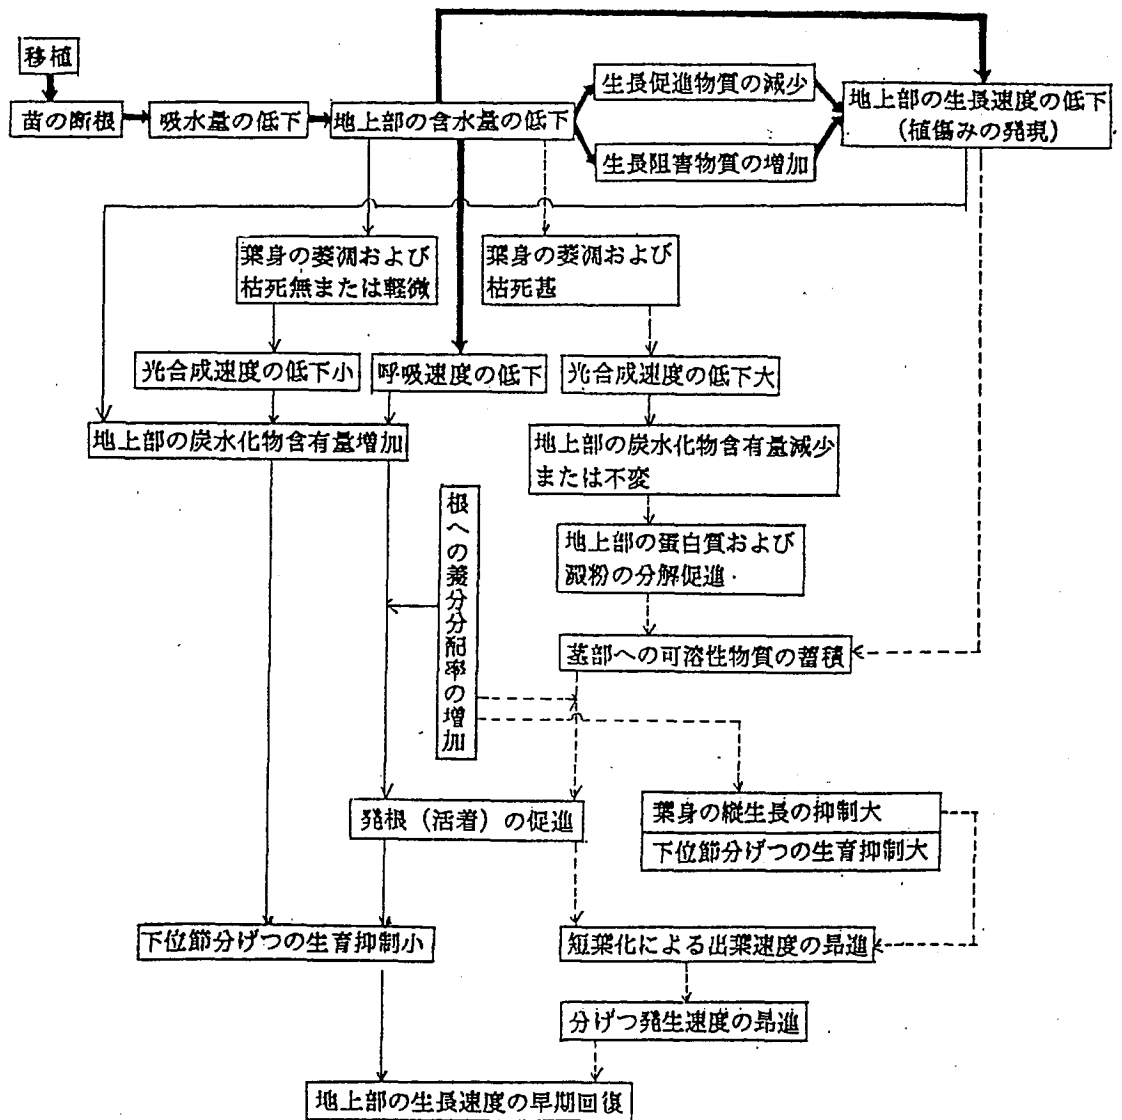 移植
苗の断根
吸水量の低下
地上部の含水量の低下
生長促進物質の減少
生長阻害物質の増加
地上部の生長速度の低下
(植傷みの発現)
葉身の萎凋および
枯死無または軽微
葉身の萎凋および
枯死甚
光合成速度の低下小
呼吸速度の低下
光合成速度の低下大
地上部の炭水化物含有量増加
地上部の炭水化物含有量減少
または不変
根への養分分配率の増加
地上部の蛋白質および
澱粉の分解促進
茎部への可溶性物質の蓄積
発根(活着)の促進
葉身の縦生長の抑制大
下位節分げつの生育抑制大
下位節分げつの生育抑制小
短葉化による出葉速度の昂進
分げつ発生速度の昂進
地上部の生長速度の早期回復